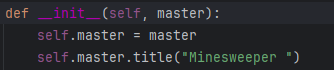 def __init__(self, master):
    self.master = master
    self.master.title("Minesweeper ")